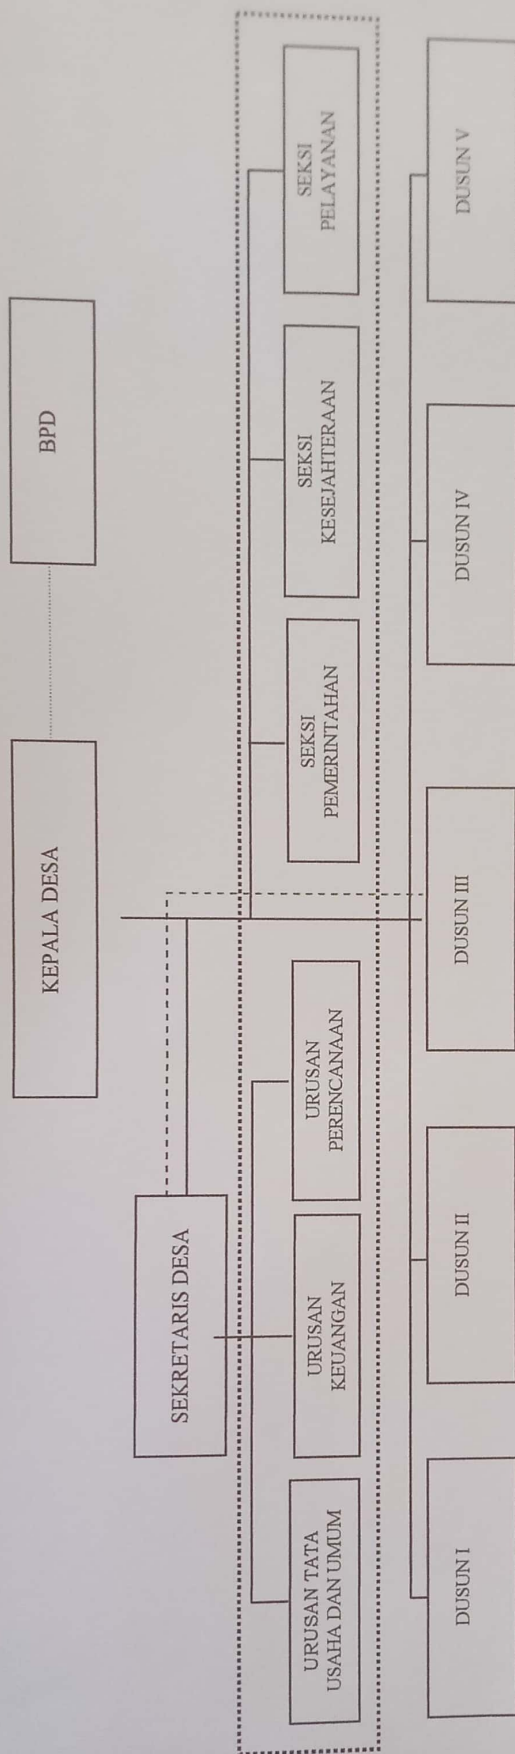 KEPALA DESA
BPD
SEKRETARIS DESA
URUSAN TATA
USAHA DAN UMUM
URUSAN
KEUANGAN
URUSAN
PERENCANAAN
SEKSI
PEMERINTAHAN
SEKSI
KESEJAHTERAAN
SEKSI
PELAYANAN
DUSUN I
DUSUN II
DUSUN III
DUSUN IV
DUSUN V